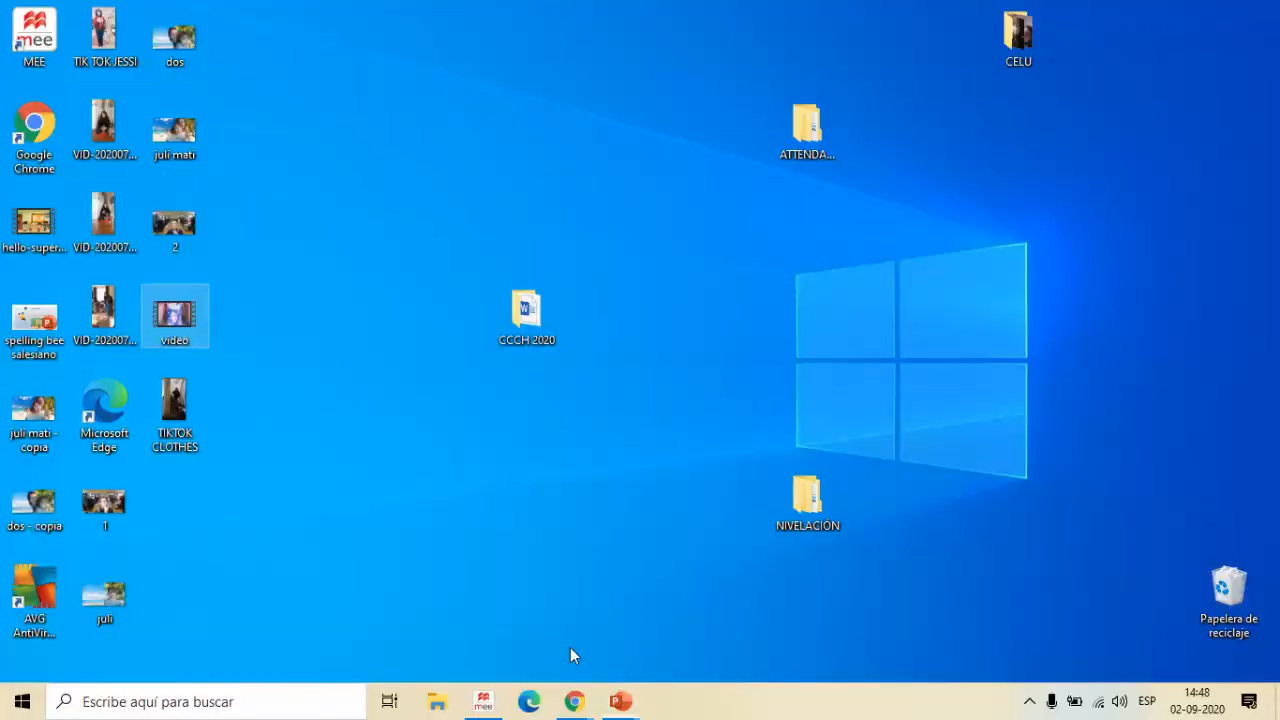 mee
MEE
TIK TOK JESSI
dos
CELU
Google
Chrome
VID-202007...
juli mati
ATTENDA...
hello-super...
VID-202007...
2
spelling bee
salesiano
VID-202007...
video
CCCH 2020
juli mati -
copia
Microsoft
Edge
TIKTOK
CLOTHES
dos - copia
1
NIVELACIÓN
AVG
AntiVir...
juli
Papelera de
reciclaje
Escribe aquí para buscar
mee
ESP
14:48
02-09-2020